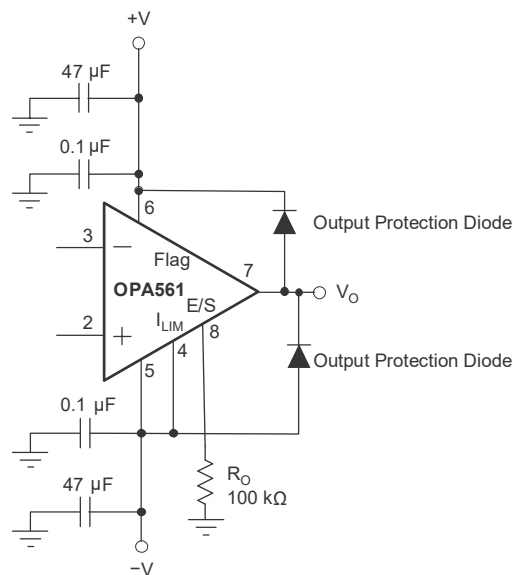 +V
47 µF
0.1 µF
6
Output Protection Diode
3
−
Flag
7
OPA561
V_O
E/S
I_LIM
8
2
+
4
5
Output Protection Diode
0.1 µF
R_O
100 kΩ
47 µF
−V